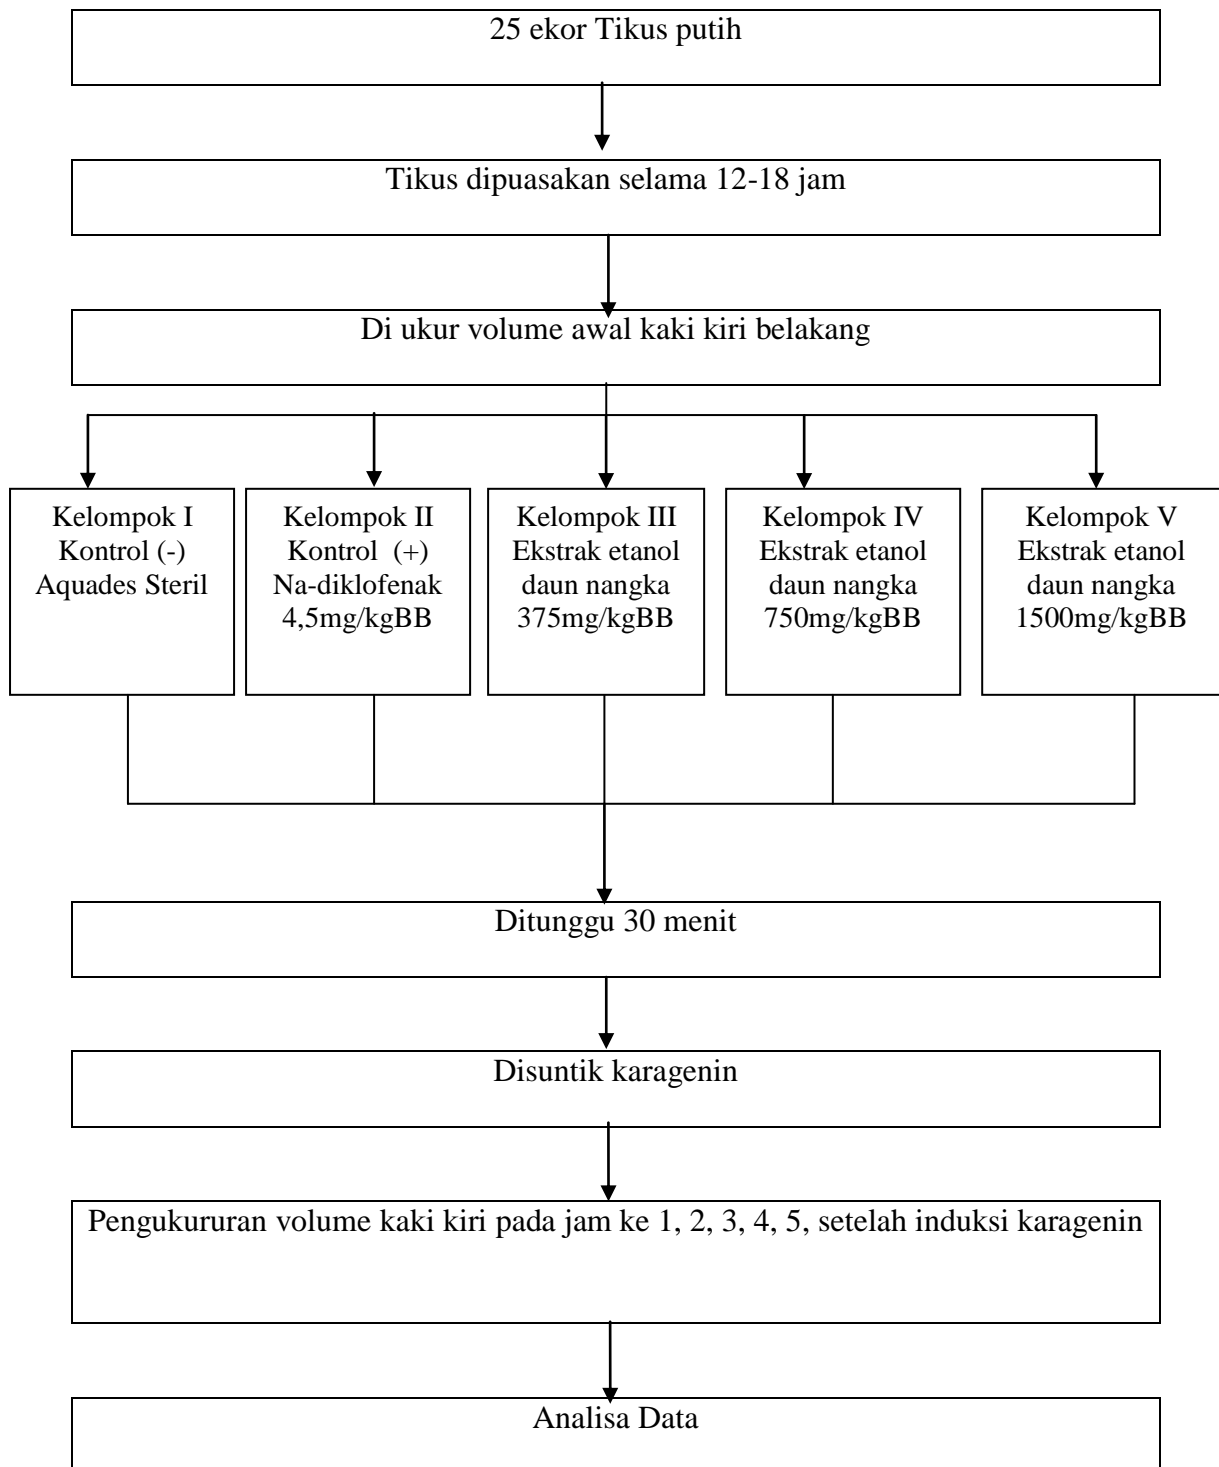 25 ekor Tikus putih
Tikus dipuasakan selama 12-18 jam
Di ukur volume awal kaki kiri belakang
Kelompok I
Kontrol (-)
Aquades Steril
Kelompok II
Kontrol (+)
Na-diklofenak
4,5mg/kgBB
Kelompok III
Ekstrak etanol
daun nangka
375mg/kgBB
Kelompok IV
Ekstrak etanol
daun nangka
750mg/kgBB
Kelompok V
Ekstrak etanol
daun nangka
1500mg/kgBB
Ditunggu 30 menit
Disuntik karagenin
Pengukururan volume kaki kiri pada jam ke 1, 2, 3, 4, 5, setelah induksi karagenin
Analisa Data